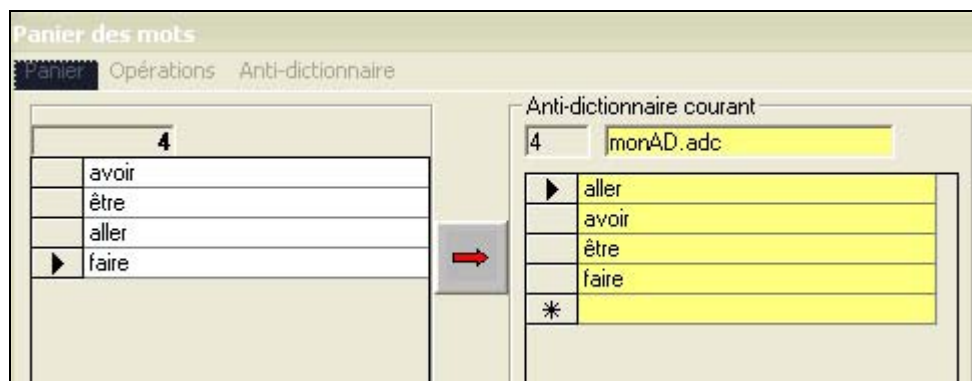 Panier des mots
Panier Opérations Anti-dictionnaire
4
avoir
être
aller
faire
Anti-dictionnaire courant
4 monAD.adc
aller
avoir
être
faire